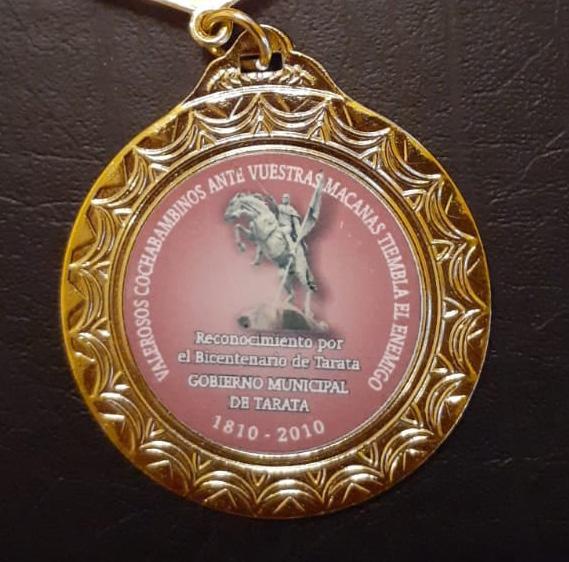 VALEROSOS COCHABAMBINOS ANTE VUESTRAS MACANAS TIEMBLA EL ENEMIGO
Reconocimiento por
el Bicentenario de Tarata
GOBIERNO MUNICIPAL
DE TARATA
1810 - 2010